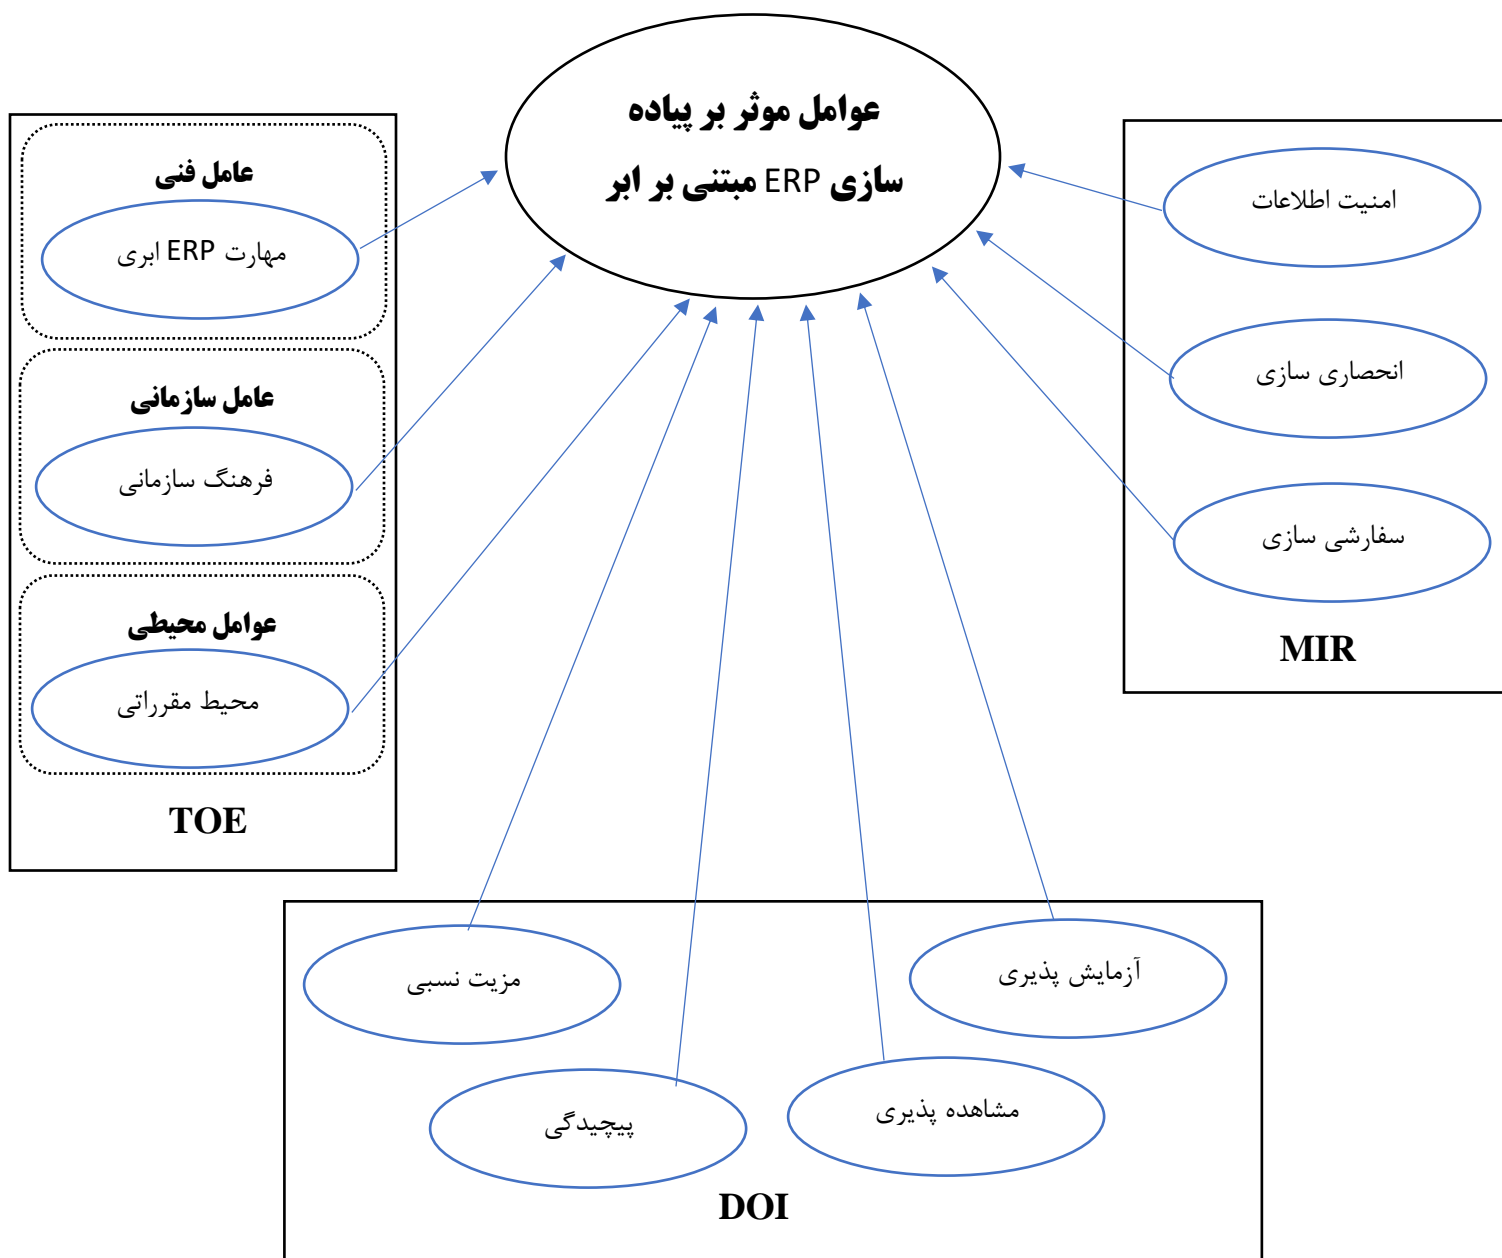 عوامل موثر بر پیاده
سازی ERP مبتنی بر ابر
عامل فنی
مهارت ERP ابری
عامل سازمانی
فرهنگ سازمانی
عوامل محیطی
محیط مقرراتی
TOE
امنیت اطلاعات
انحصاری سازی
سفارشی سازی
MIR
مزیت نسبی
آزمایش پذیری
پیچیدگی
مشاهده پذیری
DOI